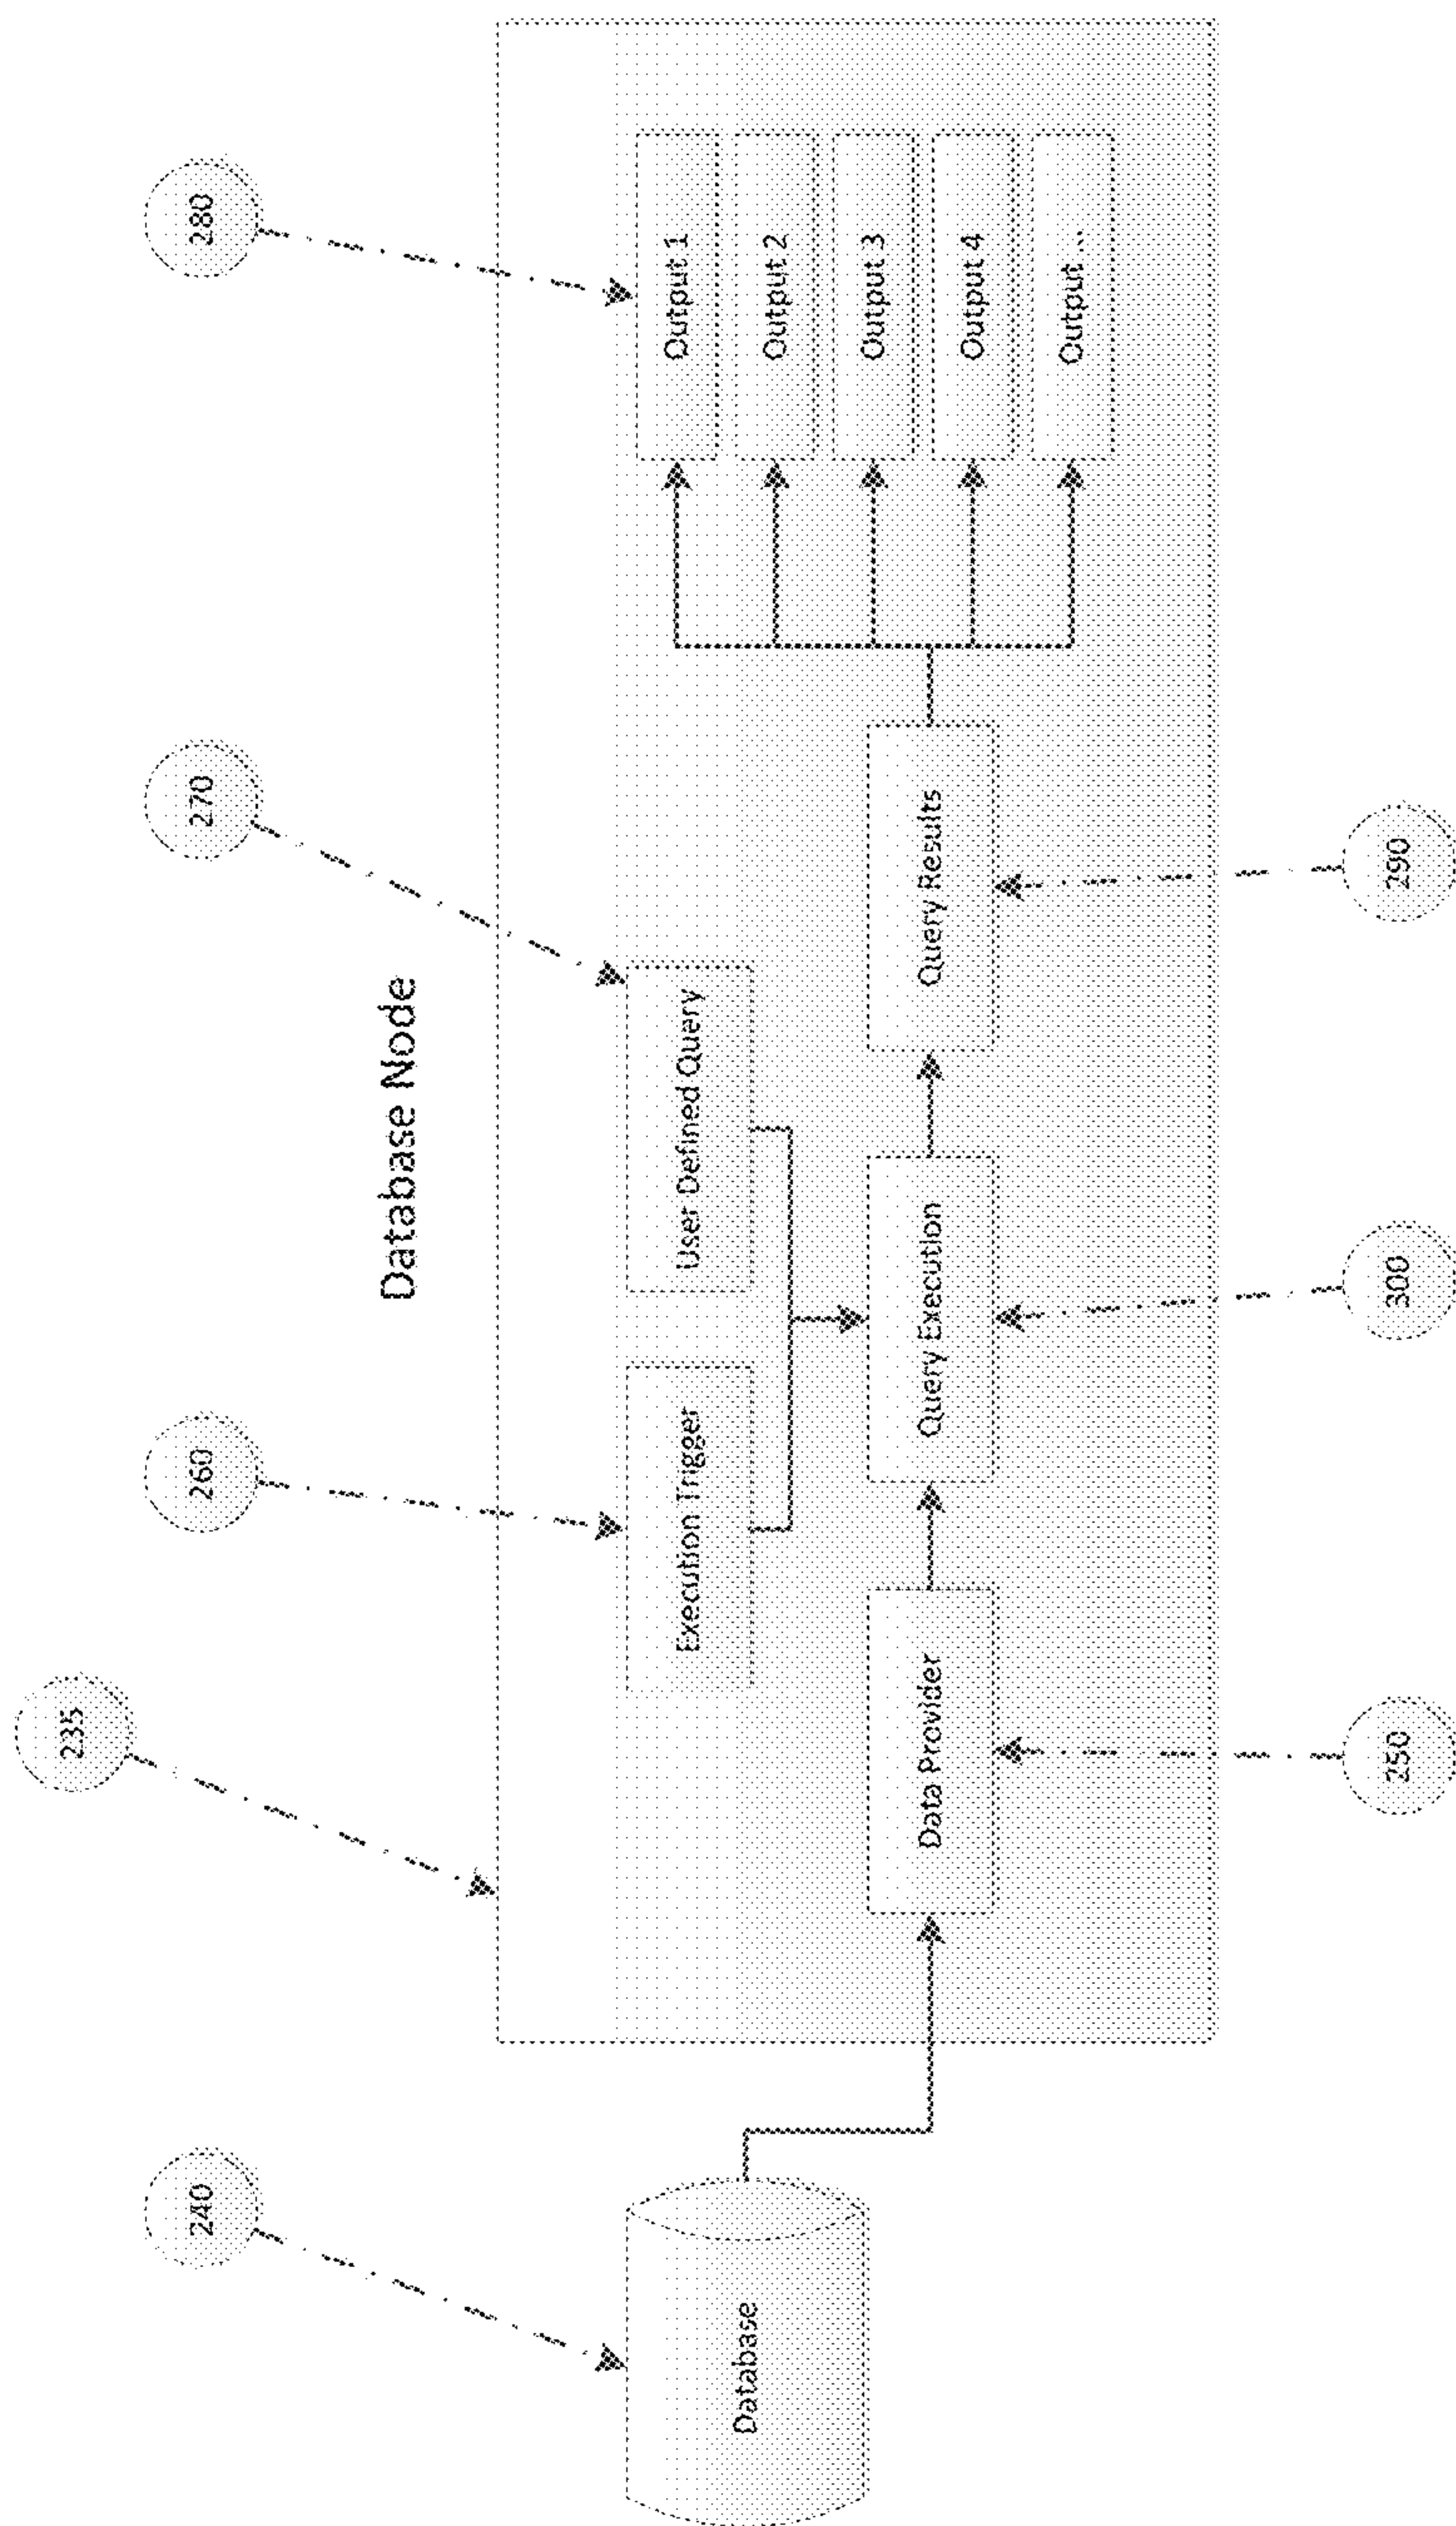 Database Node
235
240
260
270
280
Database
Execution Trigger
User Defined Query
Output 1
Output 2
Output 3
Output 4
Output ...
Data Provider
Query Execution
Query Results
250
300
290